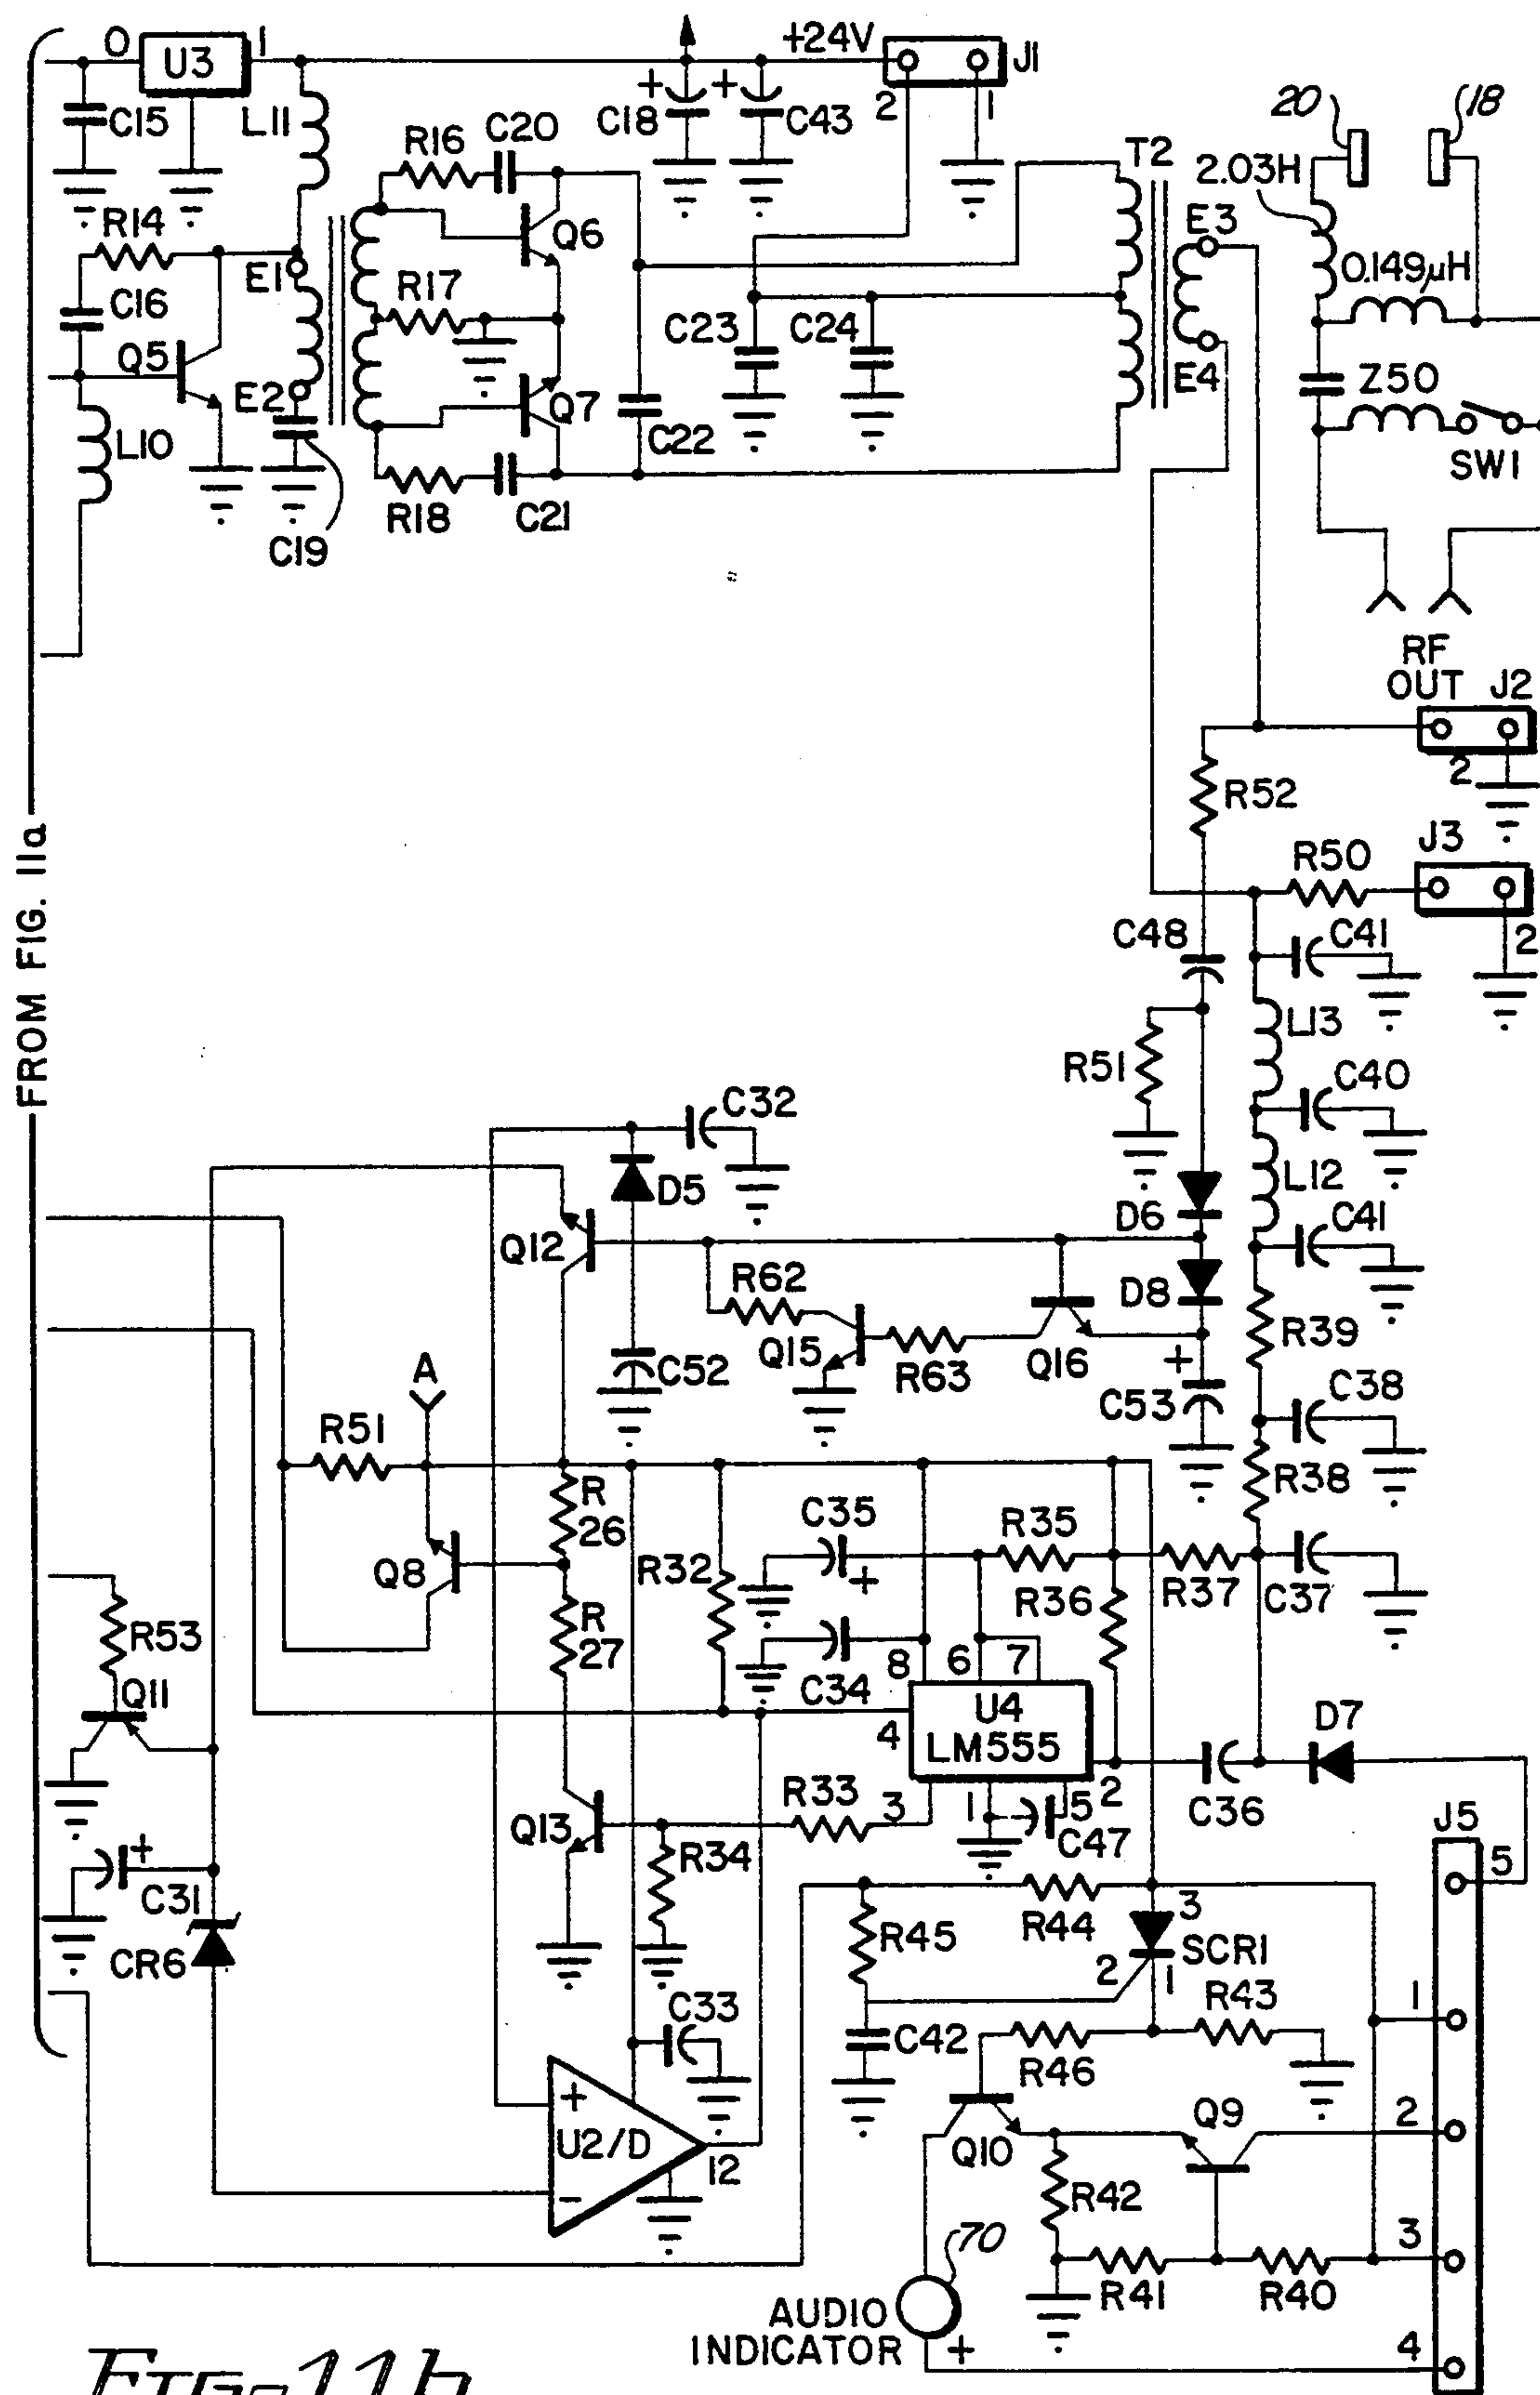 0
U3
1
+24V
J1
2
1
C15
L11
R16
C20
+
C18
+
C43
20
18
T2
2.03H
E3
R14
C16
E1
Q6
R17
0.149µH
Q5
E2
Q7
C22
C23
C24
E4
Z50
SW1
L10
C19
R18
C21
RF
OUT
J2
2
R52
J3
R50
2
FROM FIG. 11a
C48
C41
L13
R51
C40
C32
D5
L12
D6
C41
Q12
R62
D8
R39
Q15
R63
Q16
+
C53
C38
C52
A
R51
R
26
R38
C35
+
R35
Q8
R32
R36
R37
C37
R
27
R53
C34
8
6
7
Q11
4
U4
LM555
D7
R33
3
1
5
2
C36
C47
J5
5
Q13
R34
+
C31
R44
3
SCR1
R45
2
1
CR6
R43
1
C33
C42
R46
+
U2/D
-
12
Q10
Q9
2
R42
70
3
R41
R40
AUDIO
INDICATOR
+
4
FIG-11b